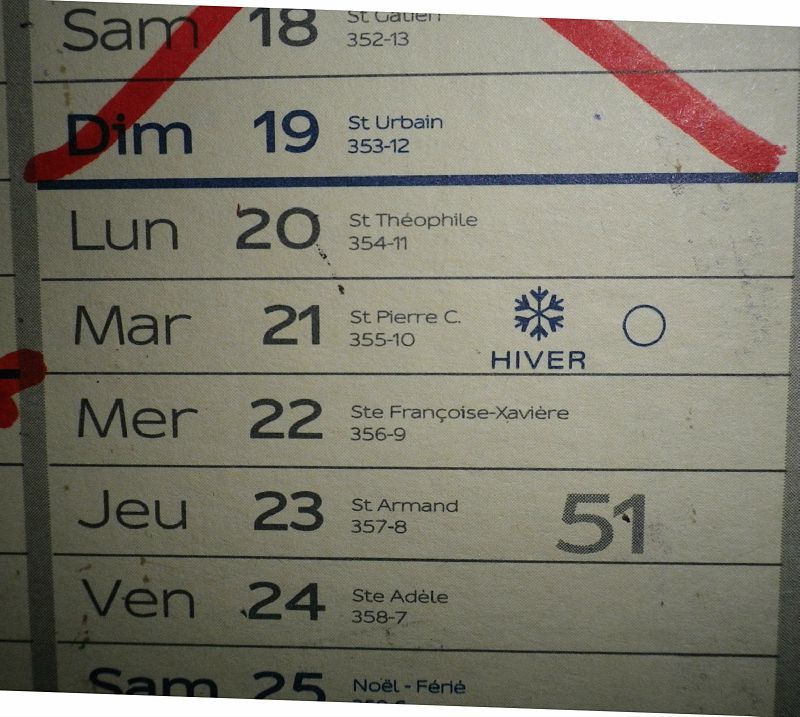 Sam 18 St Gatien
352-13
Dim 19 St Urbain
353-12
Lun 20 St Théophile
354-11
Mar 21 St Pierre C.
355-10
HIVER
Mer 22 Ste Françoise-Xavière
356-9
Jeu 23 St Armand
357-8
51
Ven 24 Ste Adèle
358-7
Sam 25 Noël - Férié